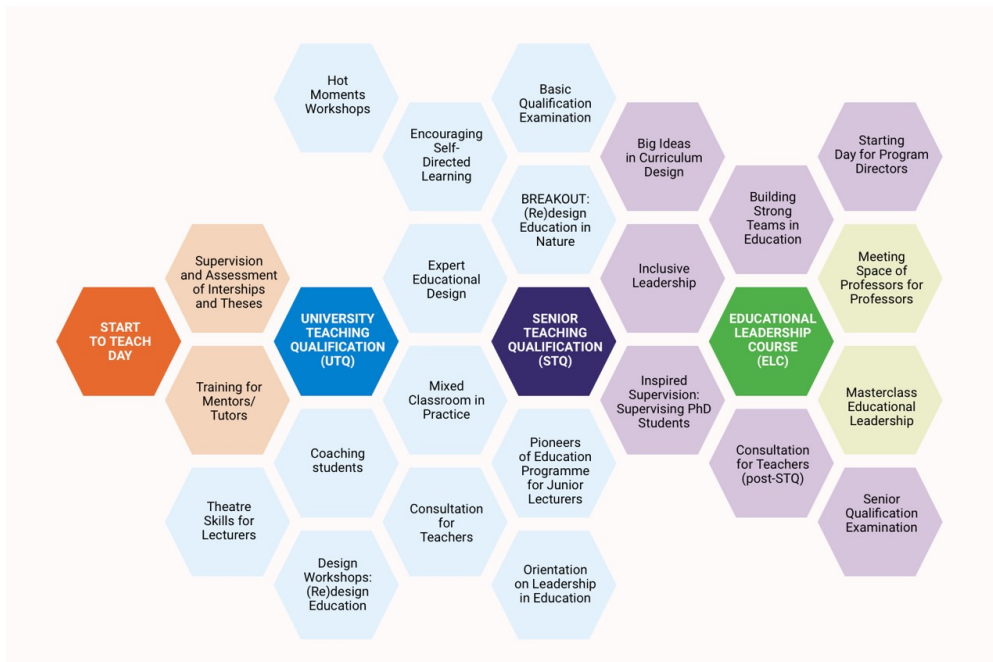 Hot
Moments
Workshops
Encouraging
Self-
Directed
Learning
Basic
Qualification
Examination
Big Ideas
in Curriculum
Design
Starting
Day for Program
Directors
BREAKOUT:
(Re)design
Education in
Nature
Building
Strong
Teams in
Education
Supervision
and Assessment
of Interships
and Theses
Expert
Educational
Design
Inclusive
Leadership
Meeting
Space of
Professors for
Professors
START
TO TEACH
DAY
UNIVERSITY
TEACHING
QUALIFICATION
(UTQ)
SENIOR
TEACHING
QUALIFICATION
(STQ)
EDUCATIONAL
LEADERSHIP
COURSE
(ELC)
Training for
Mentors/
Tutors
Mixed
Classroom in
Practice
Inspired
Supervision:
Supervising PhD
Students
Masterclass
Educational
Leadership
Coaching
students
Pioneers
of Education
Programme
for Junior
Lecturers
Consultation
for Teachers
(post-STQ)
Theatre
Skills for
Lecturers
Consultation
for
Teachers
Senior
Qualification
Examination
Design
Workshops:
(Re)design
Education
Orientation
on Leadership
in Education